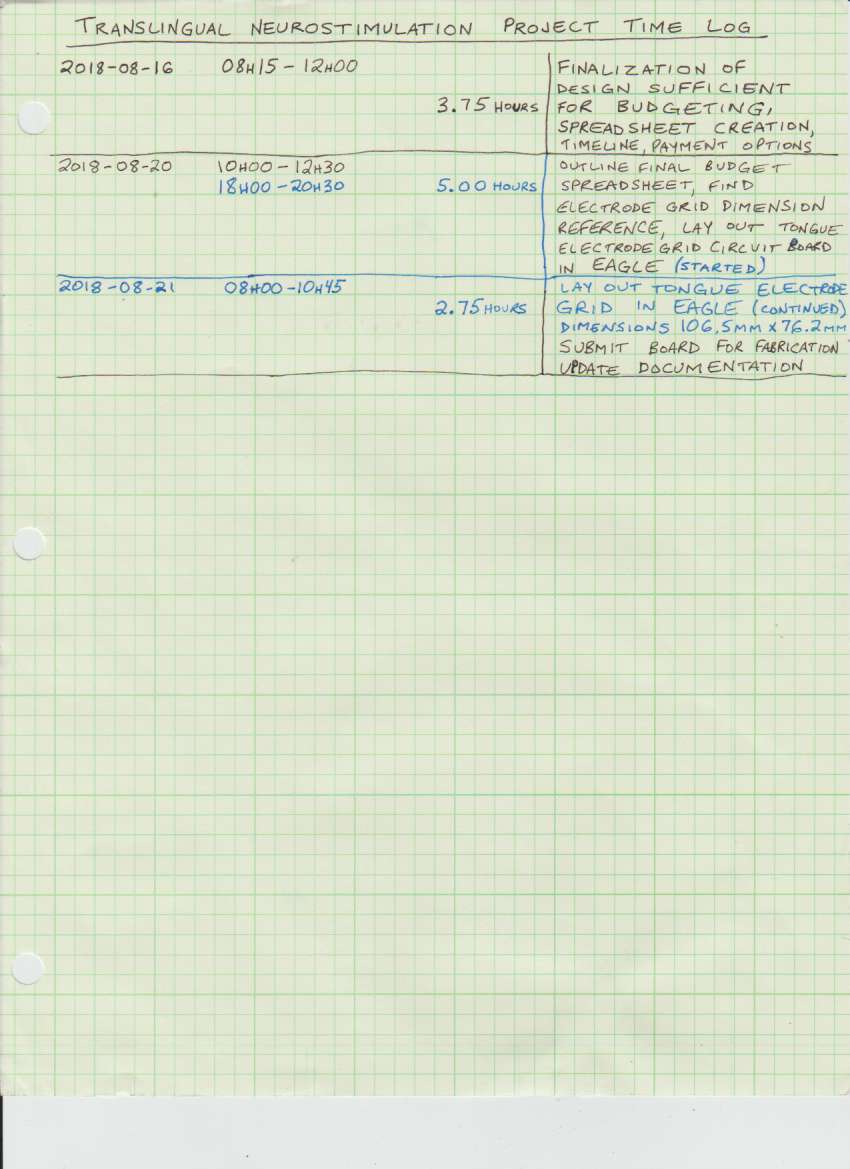 TRANSLINGUAL NEUROSTIMULATION PROJECT TIME LOG
2018-08-16 08H15-12H00
3.75 HOURS
FINALIZATION OF
DESIGN SUFFICIENT
FOR BUDGETING,
SPREADSHEET CREATION,
TIMELINE, PAYMENT OPTIONS
2018-08-20 10H00-12H30
18H00-20H30 5.00 HOURS
OUTLINE FINAL BUDGET
SPREADSHEET, FIND
ELECTRODE GRID DIMENSION
REFERENCE, LAY OUT TONGUE
ELECTRODE GRID CIRCUIT BOARD
IN EAGLE (STARTED)
2018-08-21 08H00-10H45
2.75 HOURS
LAY OUT TONGUE ELECTRODE
GRID IN EAGLE (CONTINUED)
DIMENSIONS 106.5MM X 76.2MM
SUBMIT BOARD FOR FABRICATION
UPDATE DOCUMENTATION